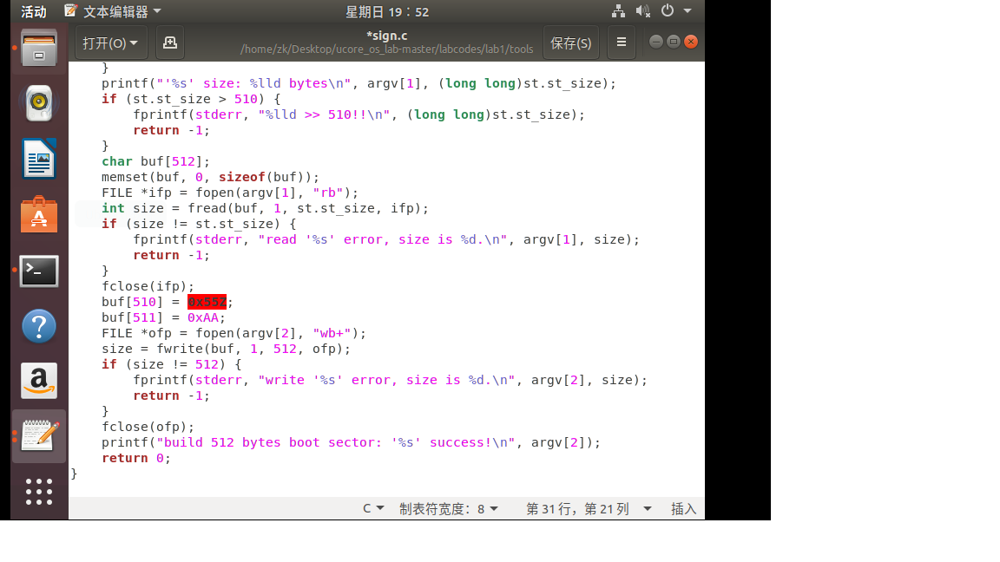 活动 文本编辑器 星期日 19∶52
打开(O) *sign.c 保存(S)
/home/zk/Desktop/ucore_os_lab-master/labcodes/lab1/tools
    }
    printf("'%s' size: %lld bytes\n", argv[1], (long long)st.st_size);
    if (st.st_size > 510) {
        fprintf(stderr, "%lld >> 510!!\n", (long long)st.st_size);
        return -1;
    }
    char buf[512];
    memset(buf, 0, sizeof(buf));
    FILE *ifp = fopen(argv[1], "rb");
    int size = fread(buf, 1, st.st_size, ifp);
    if (size != st.st_size) {
        fprintf(stderr, "read '%s' error, size is %d.\n", argv[1], size);
        return -1;
    }
    fclose(ifp);
    buf[510] = 0x55Z;
    buf[511] = 0xAA;
    FILE *ofp = fopen(argv[2], "wb+");
    size = fwrite(buf, 1, 512, ofp);
    if (size != 512) {
        fprintf(stderr, "write '%s' error, size is %d.\n", argv[2], size);
        return -1;
    }
    fclose(ofp);
    printf("build 512 bytes boot sector: '%s' success!\n", argv[2]);
    return 0;
}
C 制表符宽度：8 第 31 行，第 21 列 插入